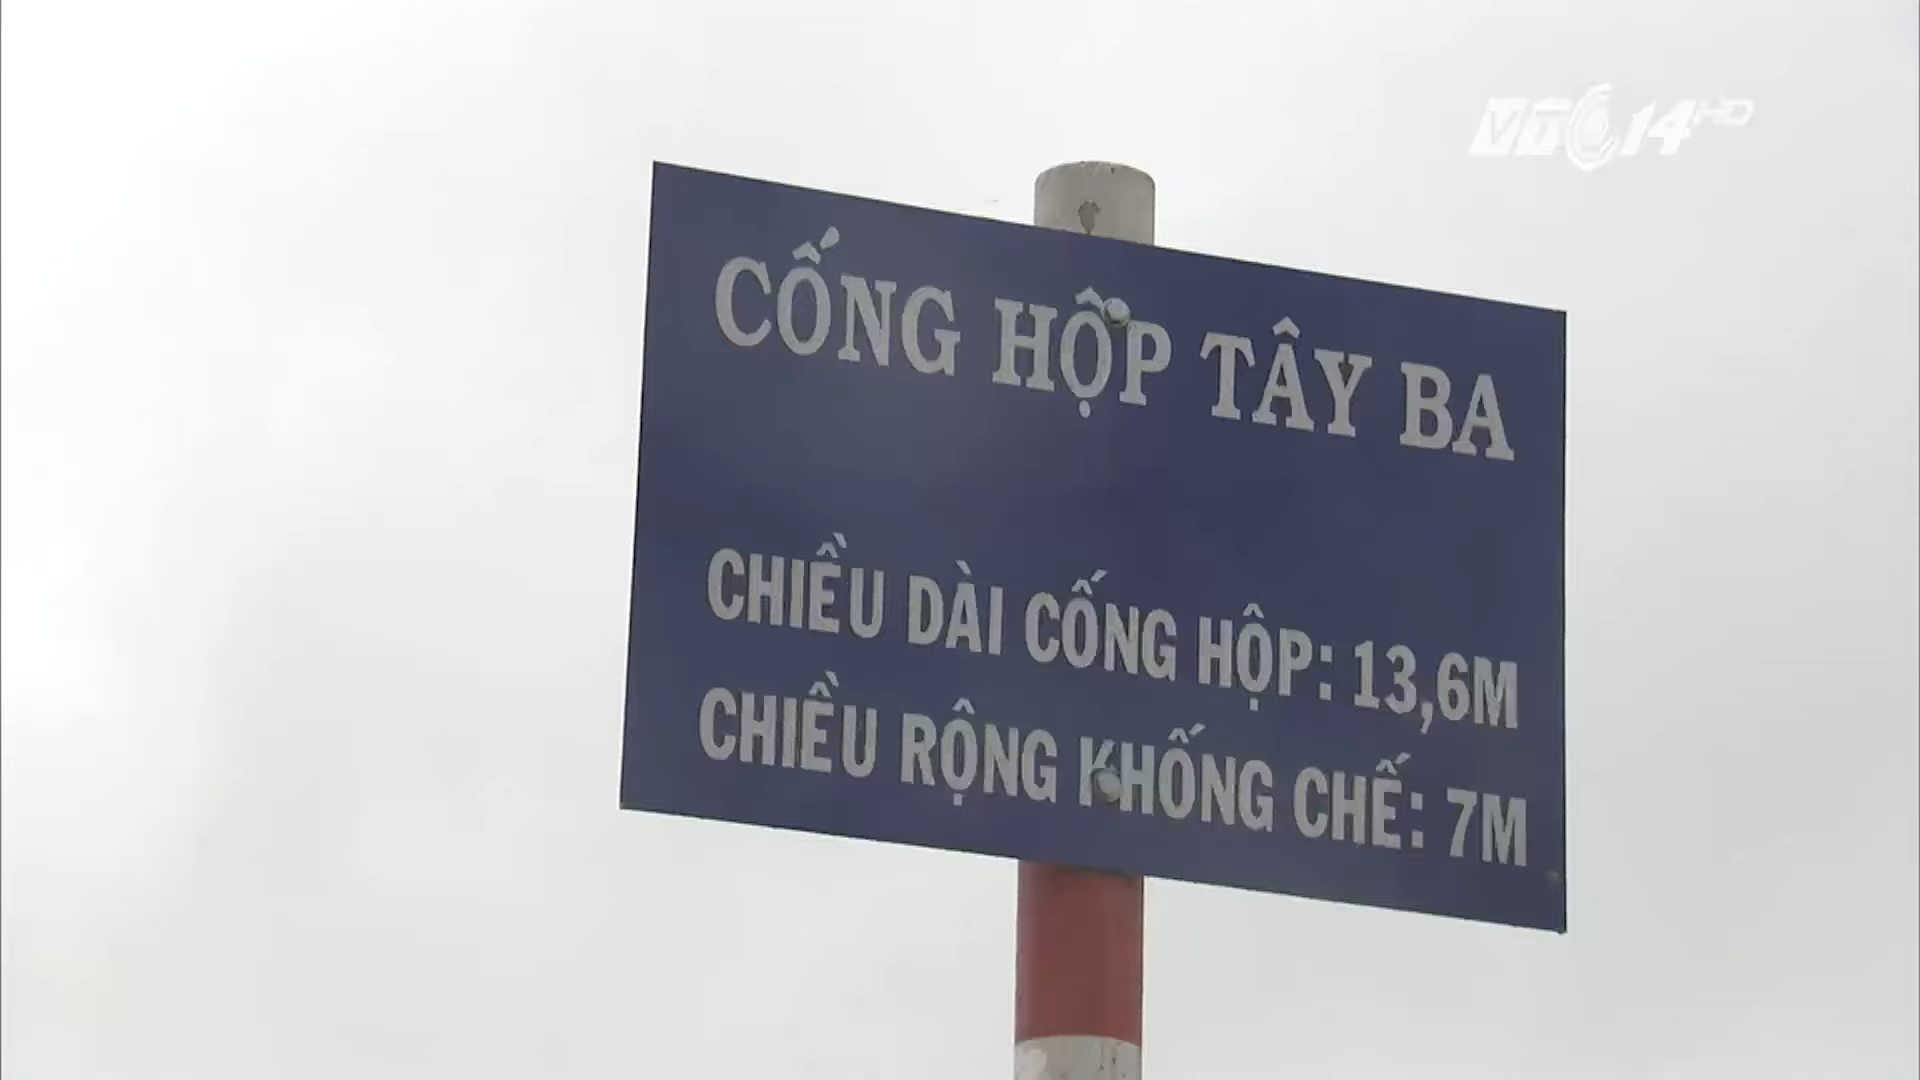 VTC14 HD
CỐNG HỘP TÂY BA
CHIỀU DÀI CỐNG HỘP: 13,6M
CHIỀU RỘNG KHỐNG CHẾ: 7M